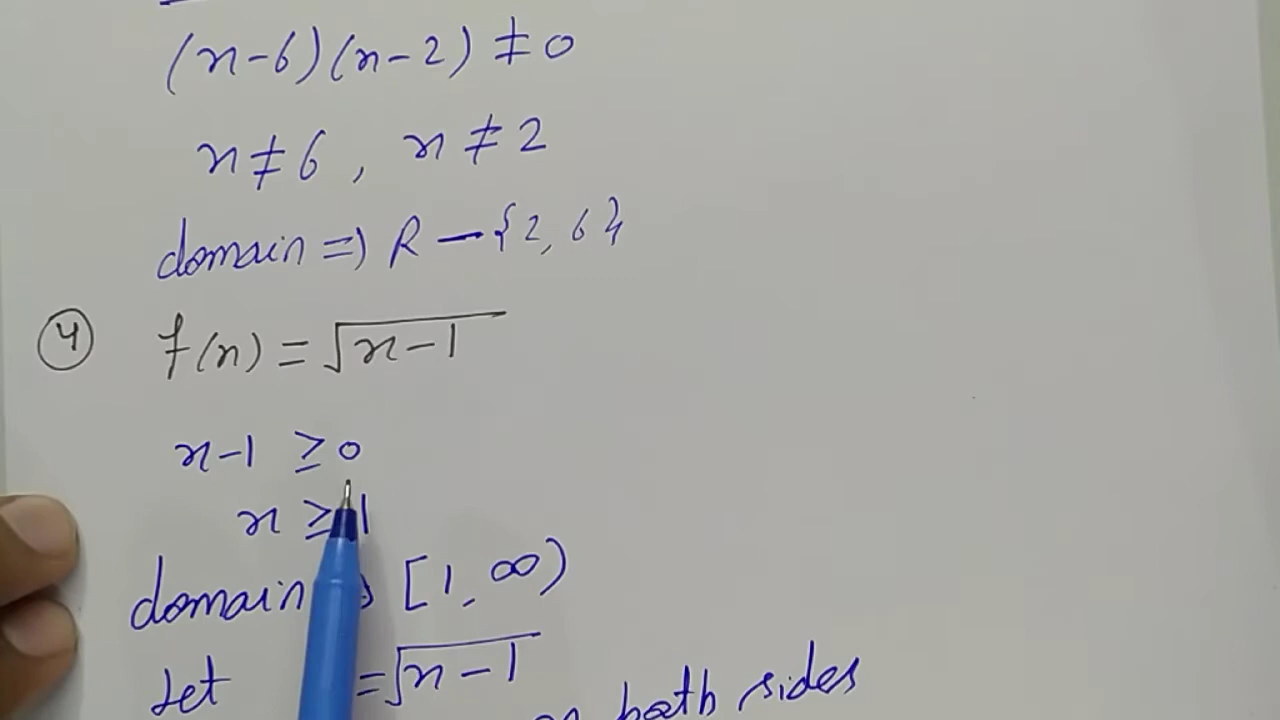 (x-6)(x-2) ≠ 0
x ≠ 6, x ≠ 2
domain => R - {2, 6}
④ f(x) = √x-1
x-1 ≥ 0
x ≥ 1
domain [1, ∞)
Let = √x-1
on both sides